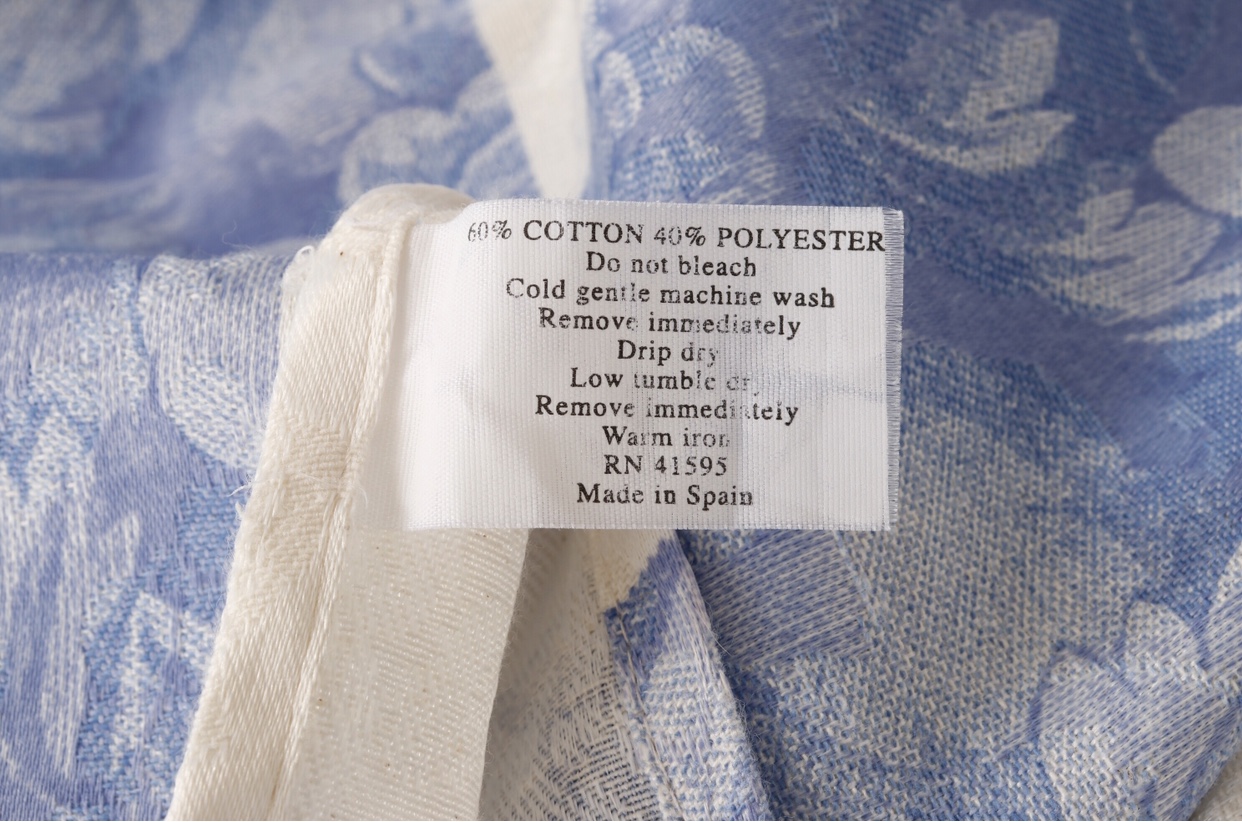 60% COTTON 40% POLYESTER
Do not bleach
Cold gentle machine wash
Remove immediately
Drip dry
Low tumble dry
Remove immediately
Warm iron
RN 41595
Made in Spain